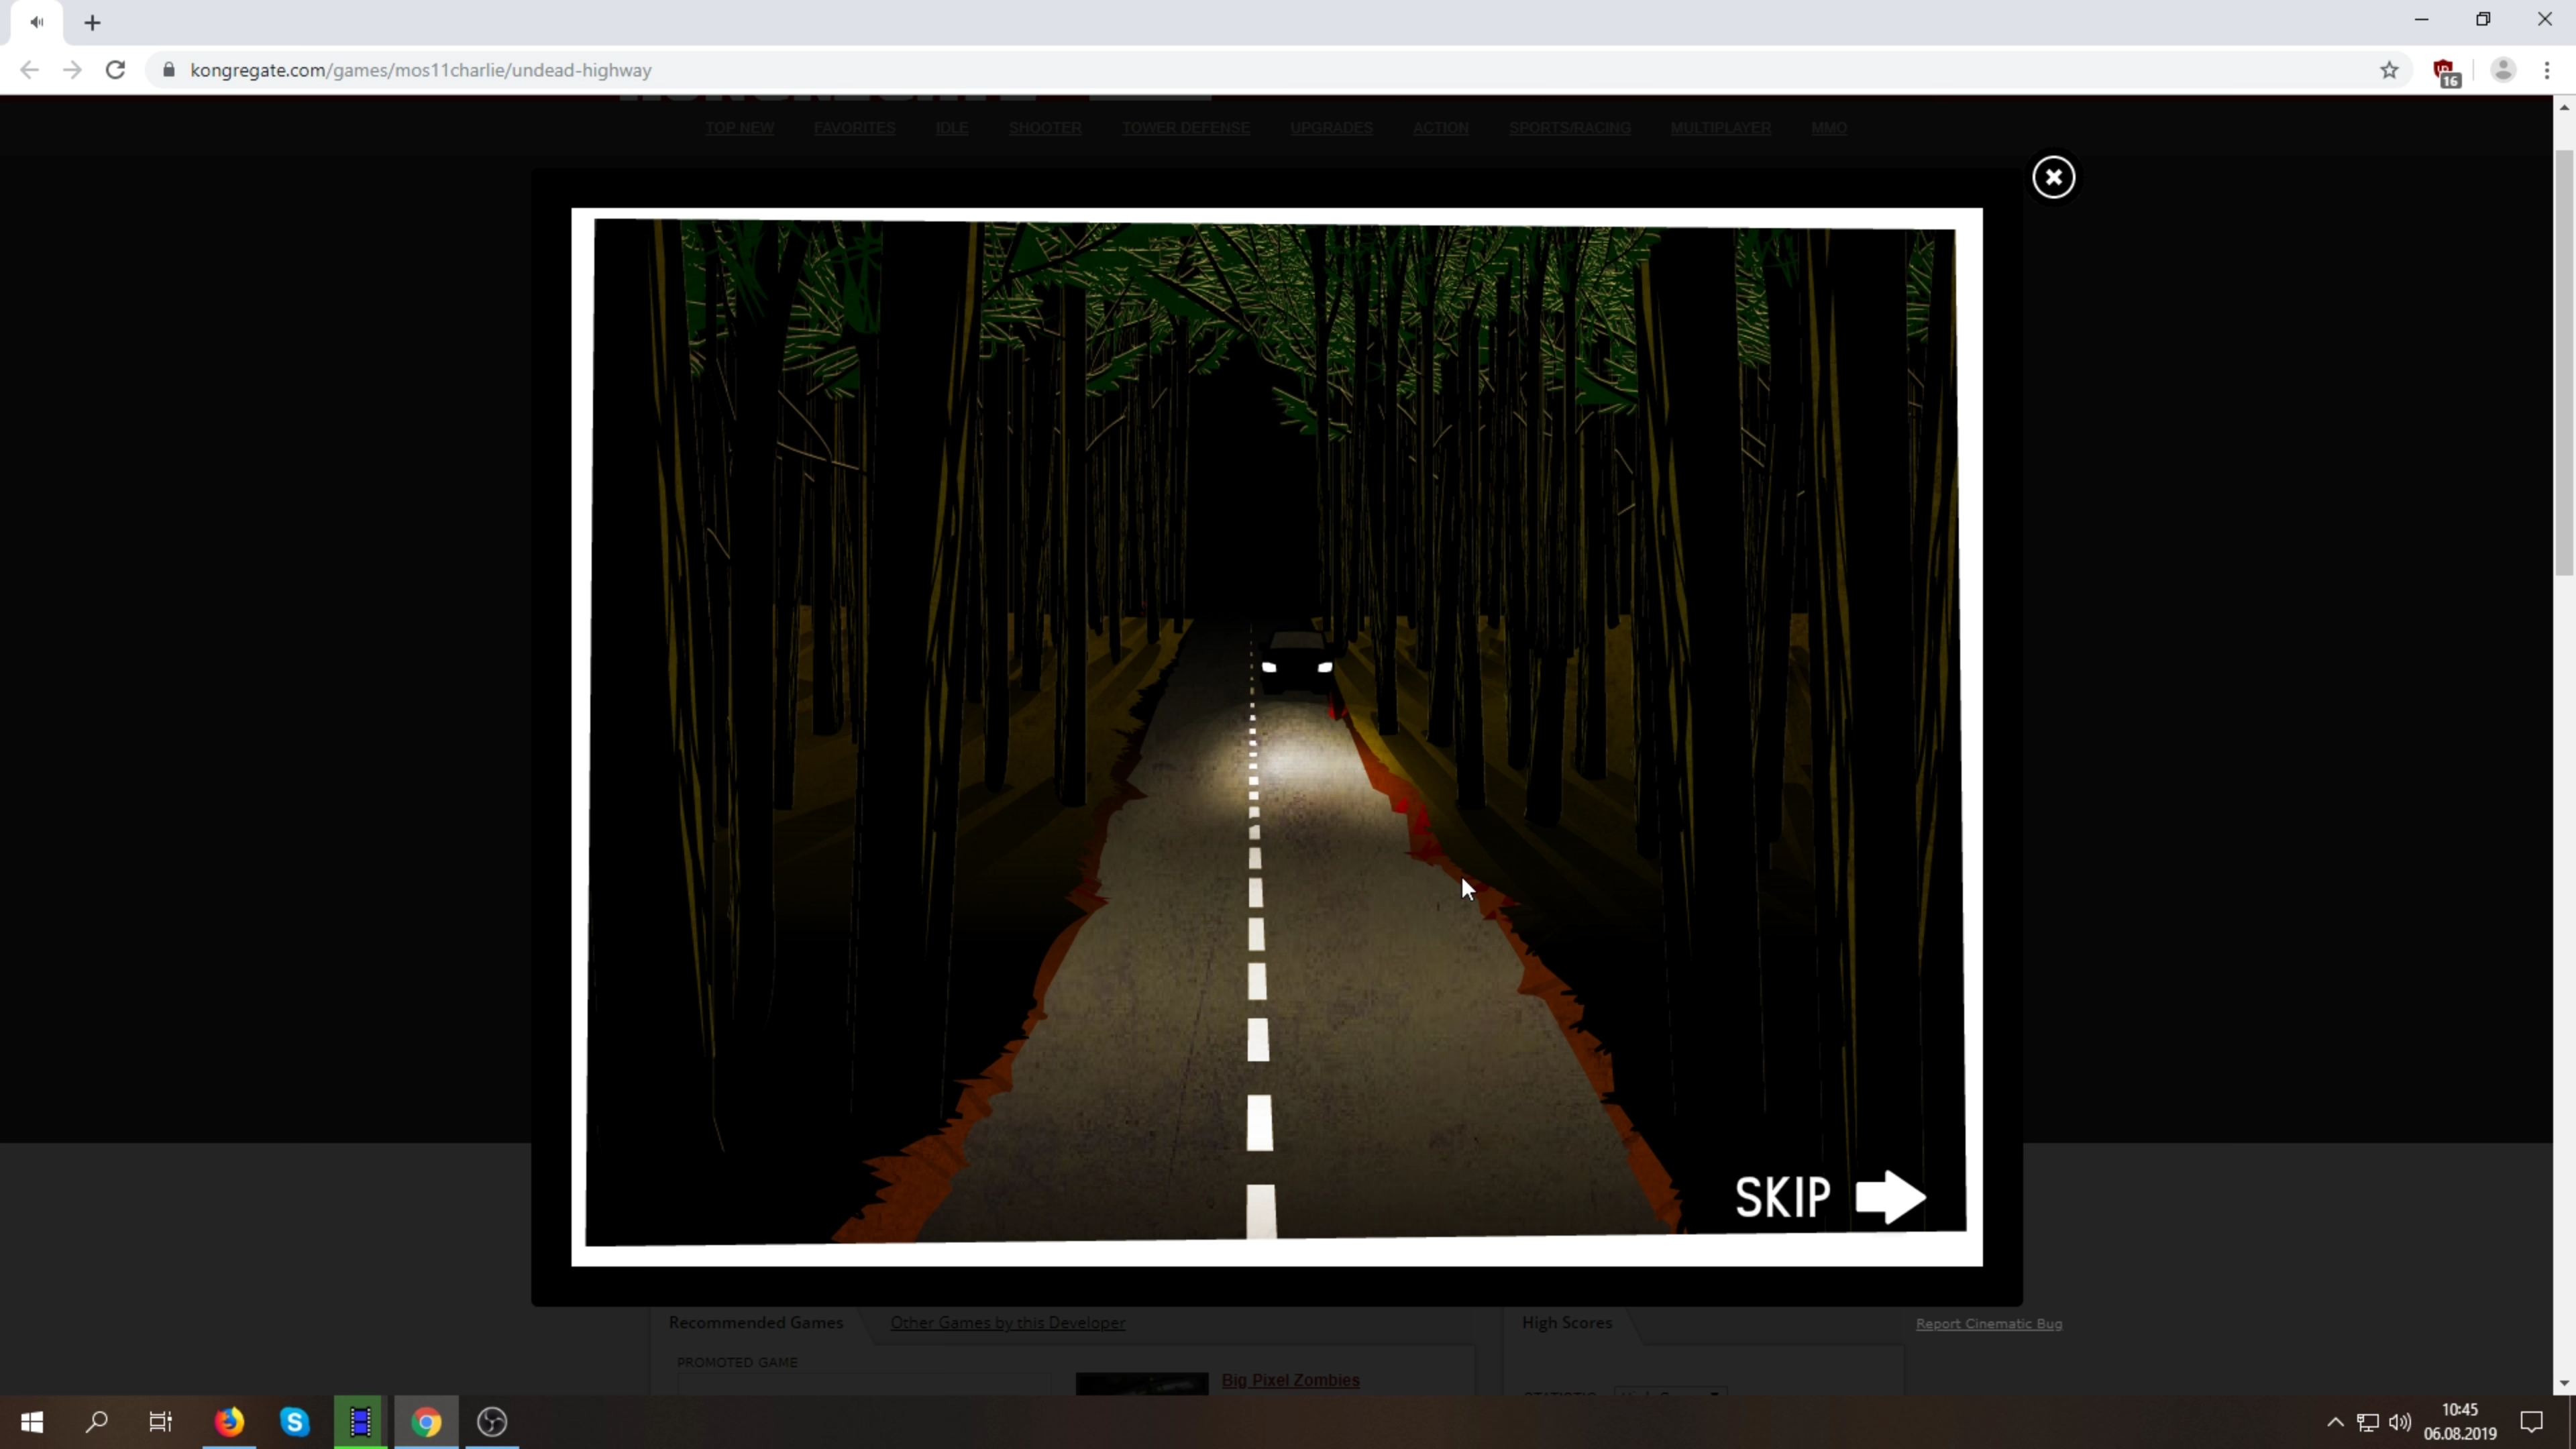 kongregate.com/games/mos11charlie/undead-highway
16
TOP NEW FAVORITES IDLE SHOOTER TOWER DEFENSE UPGRADES ACTION SPORTS/RACING MULTIPLAYER MMO
SKIP
Recommended Games Other Games by this Developer High Scores Report Cinematic Bug
PROMOTED GAME
Big Pixel Zombies
10:45
06.08.2019